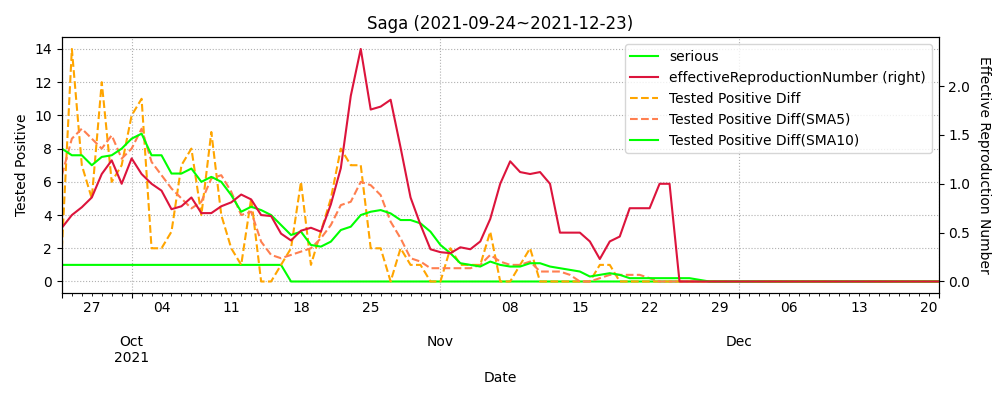 Saga (2021-09-24~2021-12-23)
serious
effectiveReproductionNumber (right)
Tested Positive Diff
Tested Positive Diff(SMA5)
Tested Positive Diff(SMA10)
Tested Positive
14
12
10
8
6
4
2
0
Effective Reproduction Number
2.0
1.5
1.0
0.5
0.0
27 04 11 18 25 08 15 22 29 06 13 20
Oct Nov Dec
2021
Date